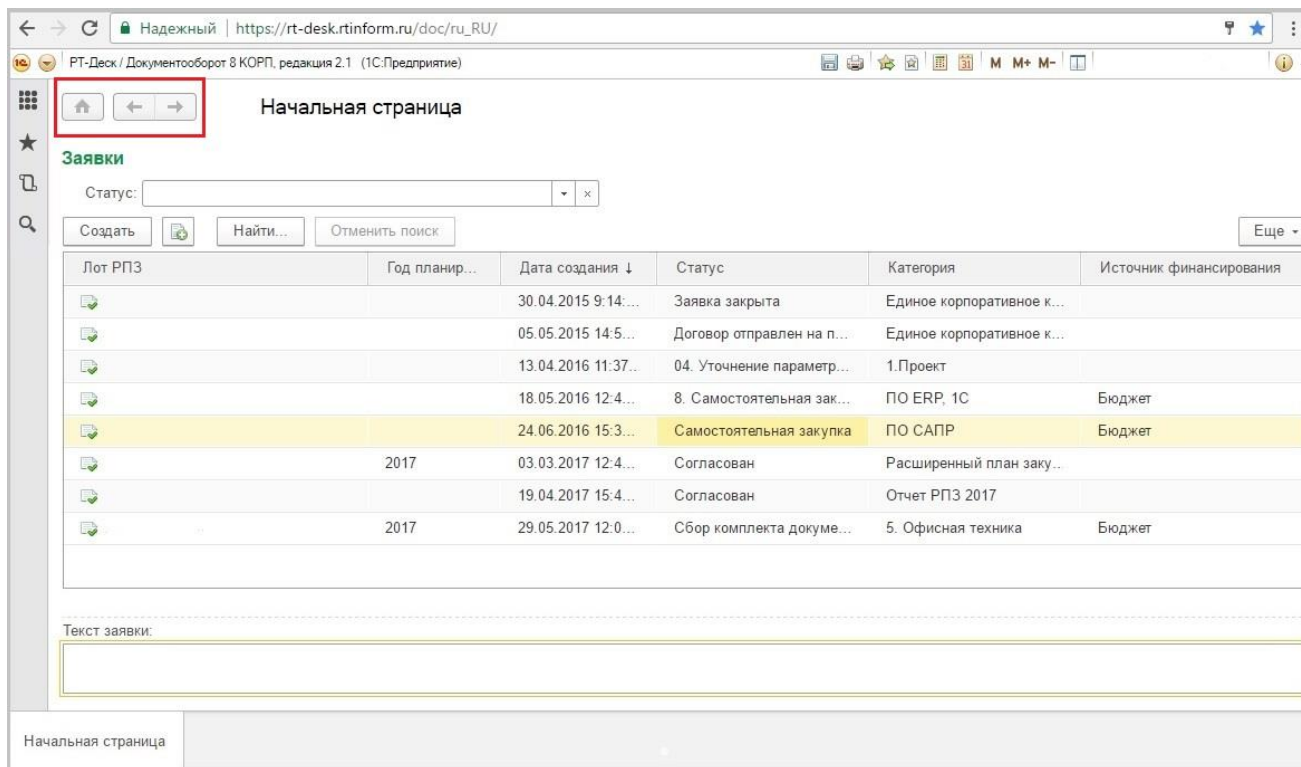 Надежный | https://rt-desk.rtinform.ru/doc/ru_RU/
РТ-Деск / Документооборот 8 КОРП, редакция 2.1 (1С:Предприятие) 31 M M+ M-
Начальная страница
Заявки
Статус:
Создать Найти... Отменить поиск Еще
Лот РПЗ Год планир... Дата создания ↓ Статус Категория Источник финансирования
30.04.2015 9:14:... Заявка закрыта Единое корпоративное к...
05.05.2015 14:5... Договор отправлен на п... Единое корпоративное к...
13.04.2016 11:37... 04. Уточнение параметр... 1.Проект
18.05.2016 12:4... 8. Самостоятельная зак... ПО ERP, 1С Бюджет
24.06.2016 15:3... Самостоятельная закупка ПО САПР Бюджет
2017 03.03.2017 12:4... Согласован Расширенный план заку...
19.04.2017 15:4... Согласован Отчет РПЗ 2017
2017 29.05.2017 12:0... Сбор комплекта докуме... 5. Офисная техника Бюджет
Текст заявки:
Начальная страница